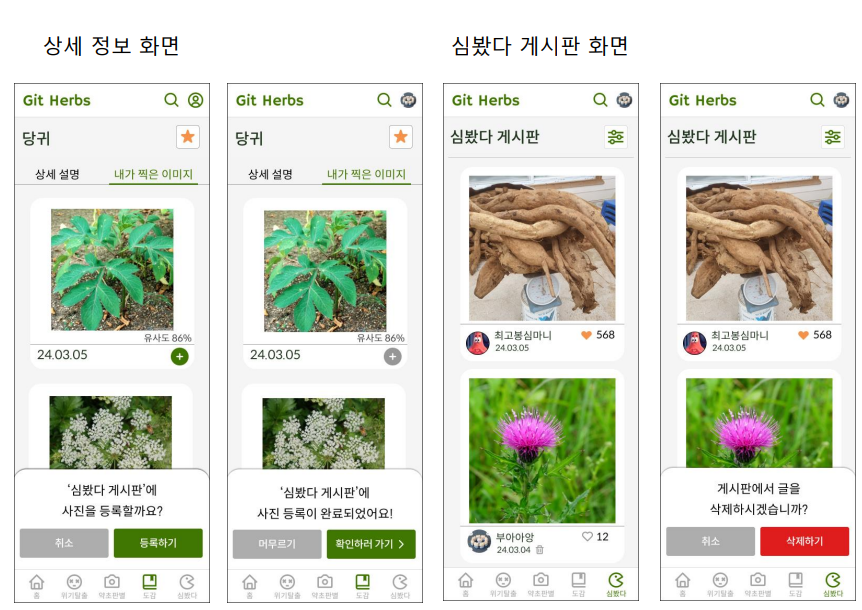 상세 정보 화면
심봤다 게시판 화면
Git Herbs
당귀
상세 설명 내가 찍은 이미지
유사도 86%
24.03.05
‘심봤다 게시판’에
사진을 등록할까요?
취소 등록하기
홈 위기탈출 약초판별 도감 심봤다
Git Herbs
당귀
상세 설명 내가 찍은 이미지
유사도 86%
24.03.05
‘심봤다 게시판’에
사진 등록이 완료되었어요!
머무르기 확인하러 가기
홈 위기탈출 약초판별 도감 심봤다
Git Herbs
심봤다 게시판
최고봉심마니 568
24.03.05
부아아앙 12
24.03.04
홈 위기탈출 약초판별 도감 심봤다
Git Herbs
심봤다 게시판
최고봉심마니 568
24.03.05
게시판에서 글을
삭제하시겠습니까?
취소 삭제하기
홈 위기탈출 약초판별 도감 심봤다